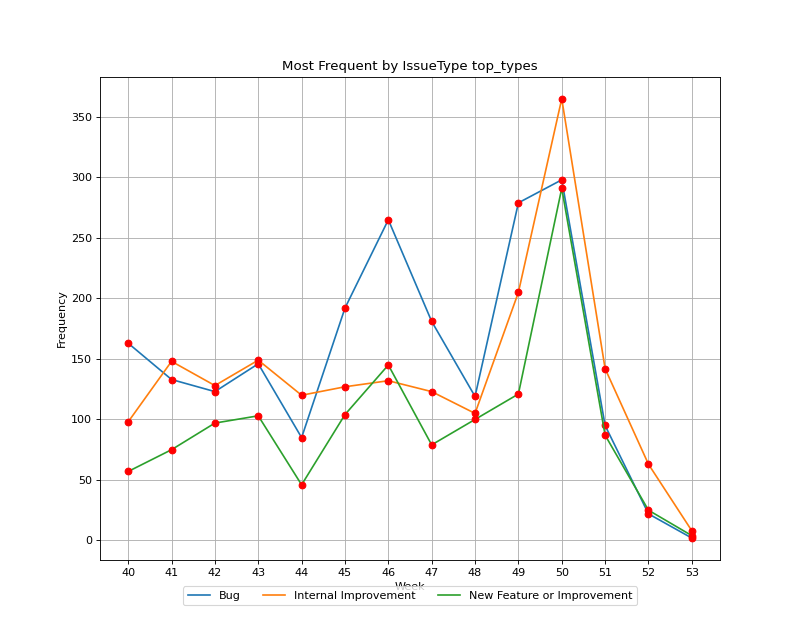 Most Frequent by IssueType top_types
Frequency
350
300
250
200
150
100
50
0
40 41 42 43 44 45 46 47 48 49 50 51 52 53
Week
Bug Internal Improvement New Feature or Improvement